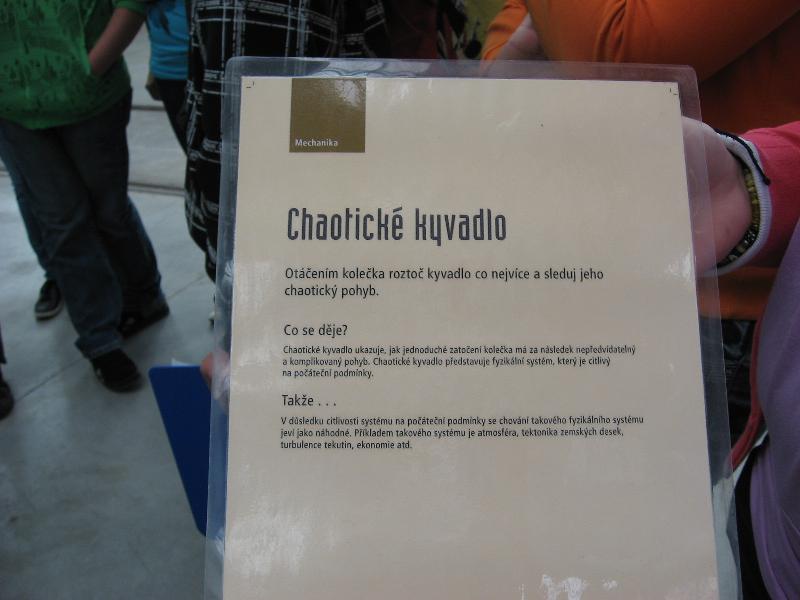 Mechanika
Chaotické kyvadlo
Otáčením kolečka roztoč kyvadlo co nejvíce a sleduj jeho
chaotický pohyb.
Co se děje?
Chaotické kyvadlo ukazuje, jak jednoduché zatočení kolečka má za následek nepředvídatelný
a komplikovaný pohyb. Chaotické kyvadlo představuje fyzikální systém, který je citlivý
na počáteční podmínky.
Takže . . .
V důsledku citlivosti systému na počáteční podmínky se chování takového fyzikálního systému
jeví jako náhodné. Příkladem takového systému je atmosféra, tektonika zemských desek,
turbulence tekutin, ekonomie atd.